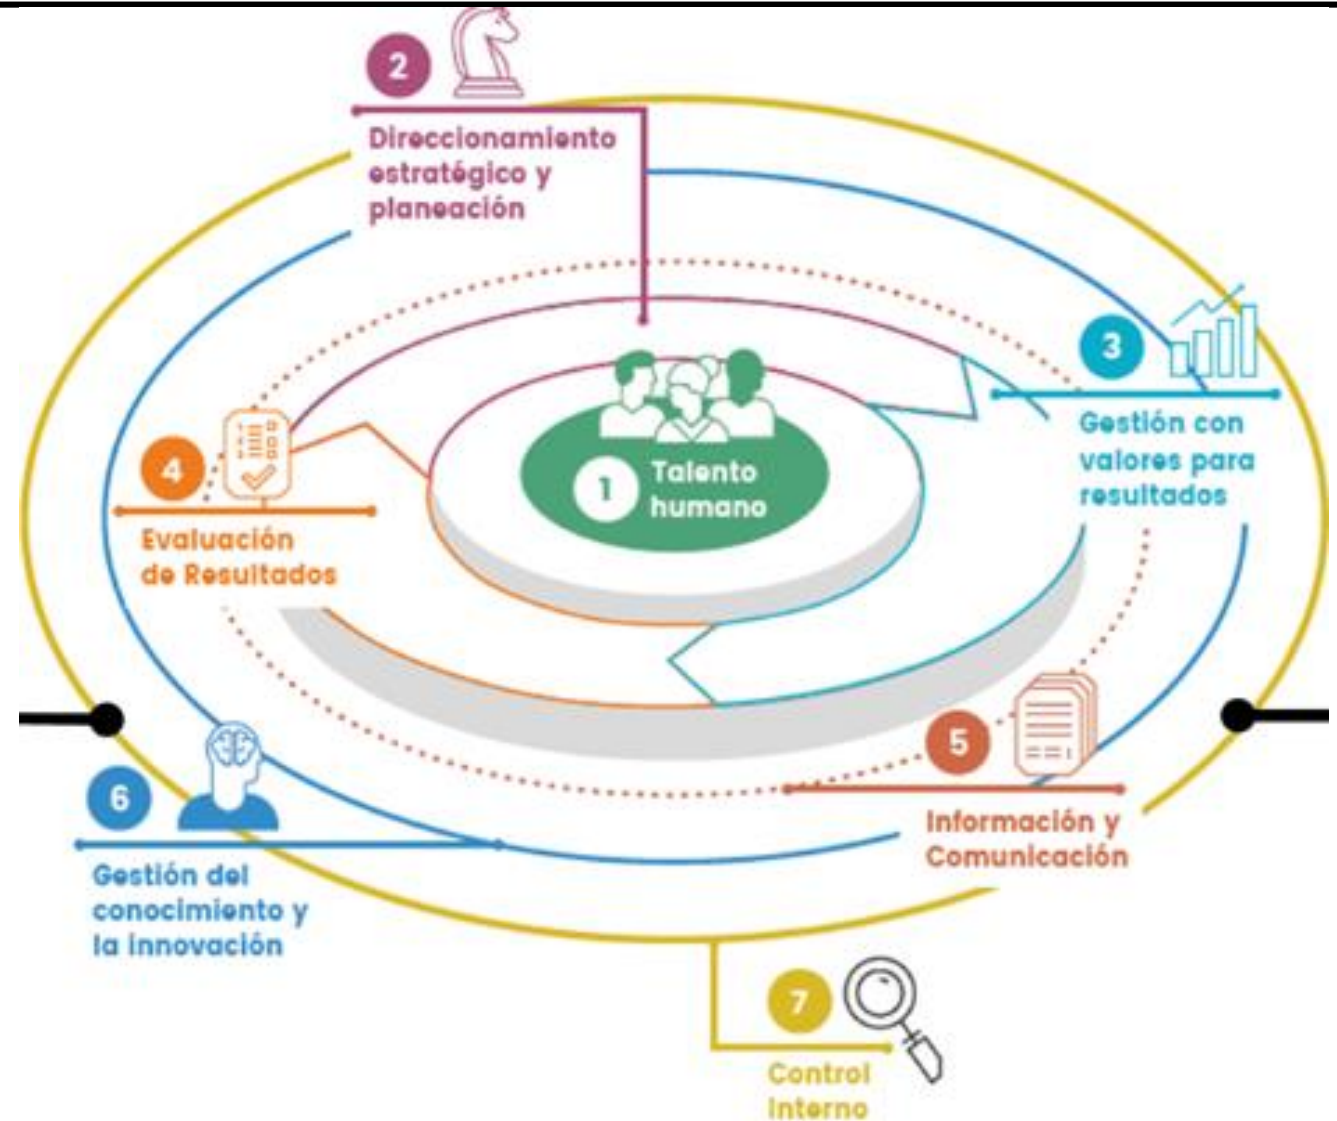 2
Direccionamiento
estratégico y
planeación
3
Gestión con
valores para
resultados
1
Talento
humano
4
Evaluación
de Resultados
5
Información y
Comunicación
6
Gestión del
conocimiento y
la innovación
7
Control
Interno